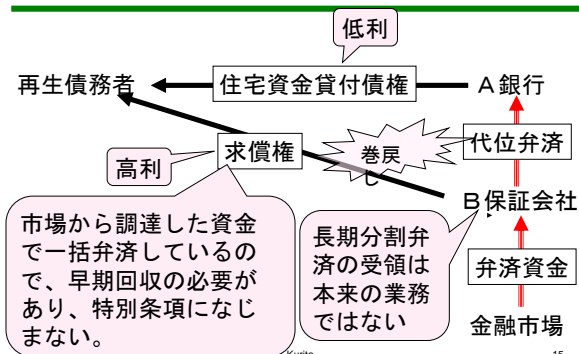 低利
再生債務者
住宅資金貸付債権
A銀行
高利
求償権
巻戻
し
代位弁済
B保証会社
市場から調達した資金
で一括弁済しているの
で、早期回収の必要が
あり、特別条項になじ
まない。
長期分割弁
済の受領は
本来の業務
ではない
弁済資金
金融市場
Kurita
15